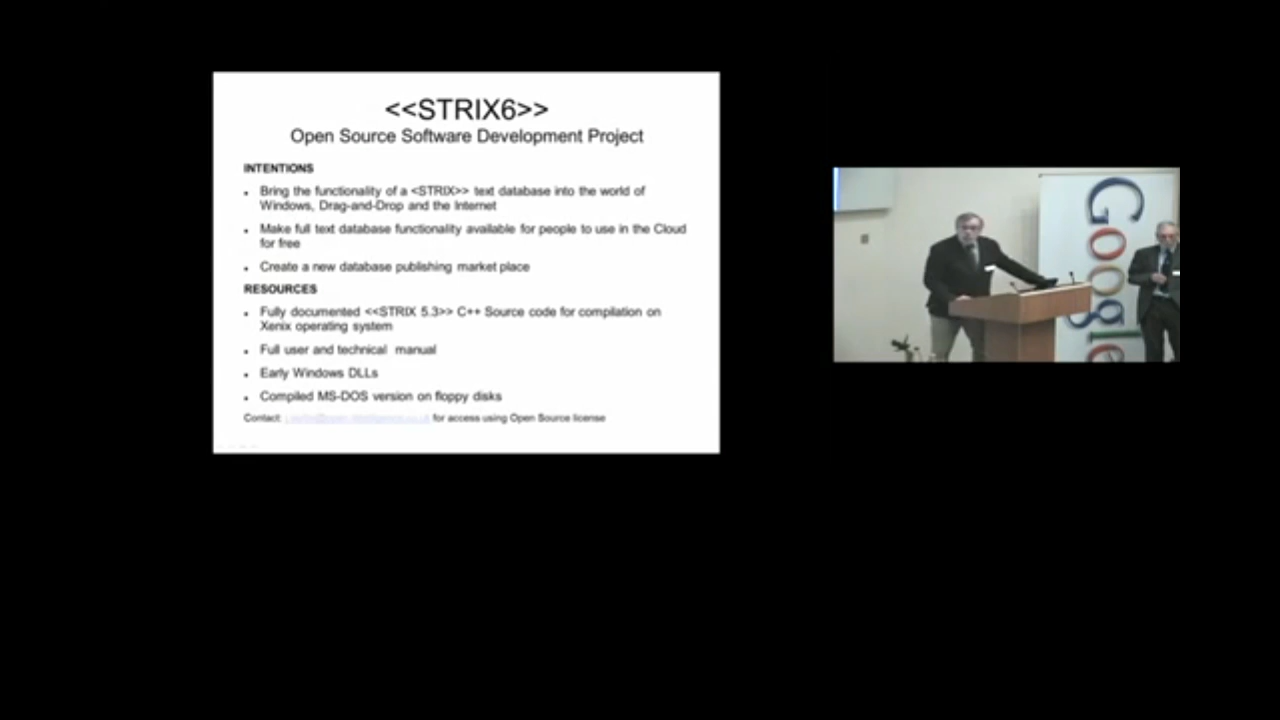 <<STRIX6>>
Open Source Software Development Project
INTENTIONS
Bring the functionality of a <STRIX>> text database into the world of
Windows, Drag-and-Drop and the Internet
Make full text database functionality available for people to use in the Cloud
for free
Create a new database publishing market place
RESOURCES
Fully documented <<STRIX 5.3>> C++ Source code for compilation on
Xenix operating system
Full user and technical manual
Early Windows DLLs
Compiled MS-DOS version on floppy disks
Contact: for access using Open Source license
Google